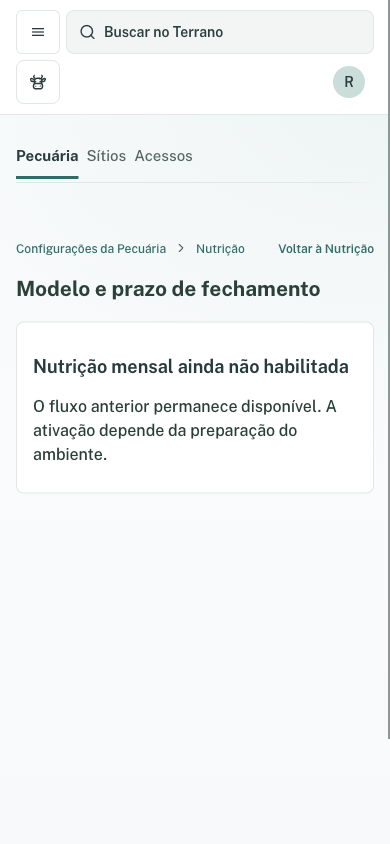 Buscar no Terrano
R
Pecuária Sítios Acessos
Configurações da Pecuária > Nutrição Voltar à Nutrição
Modelo e prazo de fechamento
Nutrição mensal ainda não habilitada
O fluxo anterior permanece disponível. A
ativação depende da preparação do
ambiente.